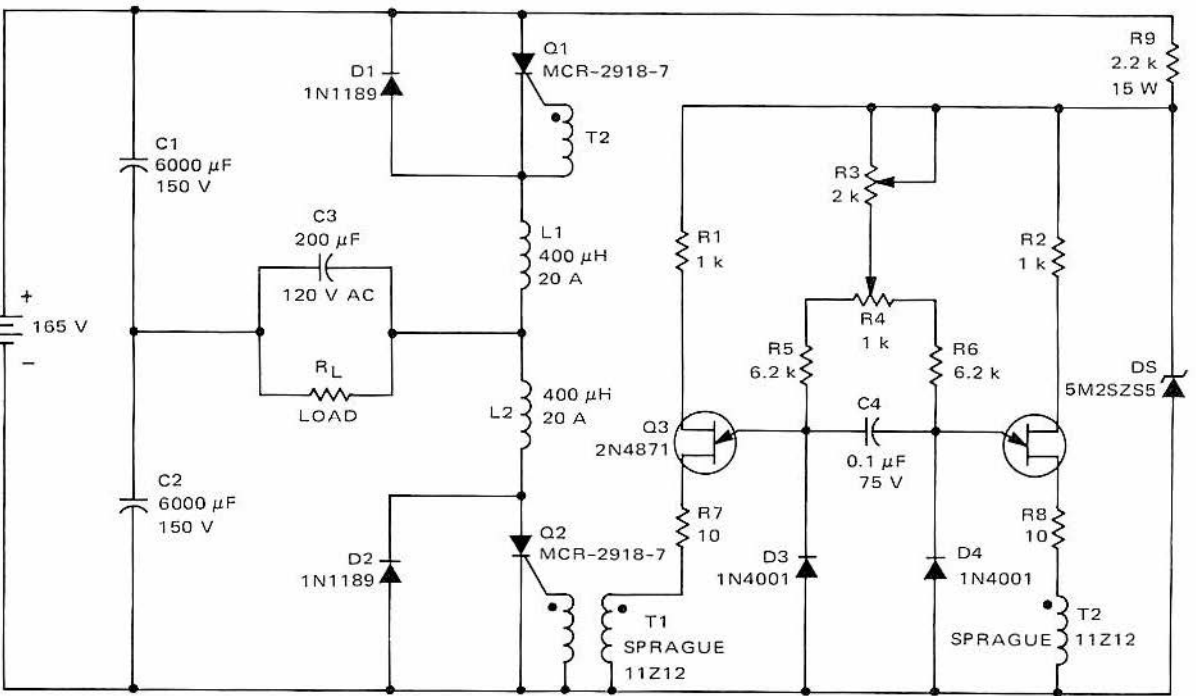 Q1
MCR-2918-7
D1
1N1189
T2
R9
2.2 k
15 W
C1
6000 µF
150 V
C3
200 µF
120 V AC
L1
400 µH
20 A
R3
2 k
R1
1 k
R2
1 k
+
165 V
−
RL
LOAD
R4
1 k
R5
6.2 k
R6
6.2 k
400 µH
20 A
L2
DS
5M2SZS5
Q3
2N4871
C4
0.1 µF
75 V
C2
6000 µF
150 V
R7
10
R8
10
Q2
MCR-2918-7
D2
1N1189
D3
1N4001
D4
1N4001
T1
SPRAGUE
11Z12
T2
SPRAGUE 11Z12